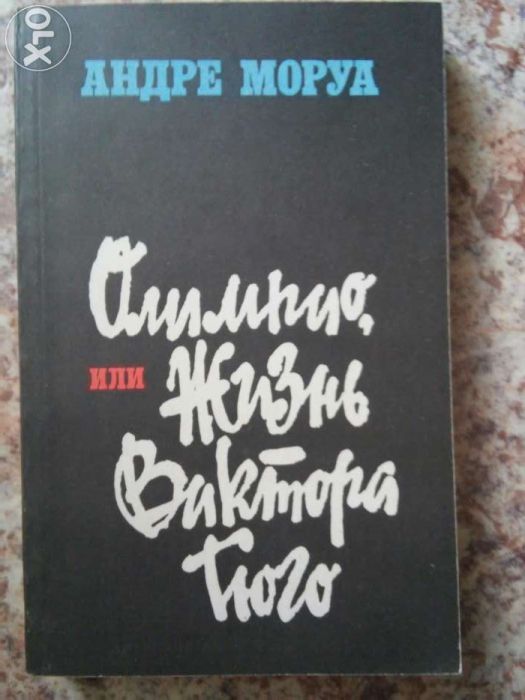 OLX
АНДРЕ МОРУА
Олимпио,
или Жизнь
Виктора
Гюго